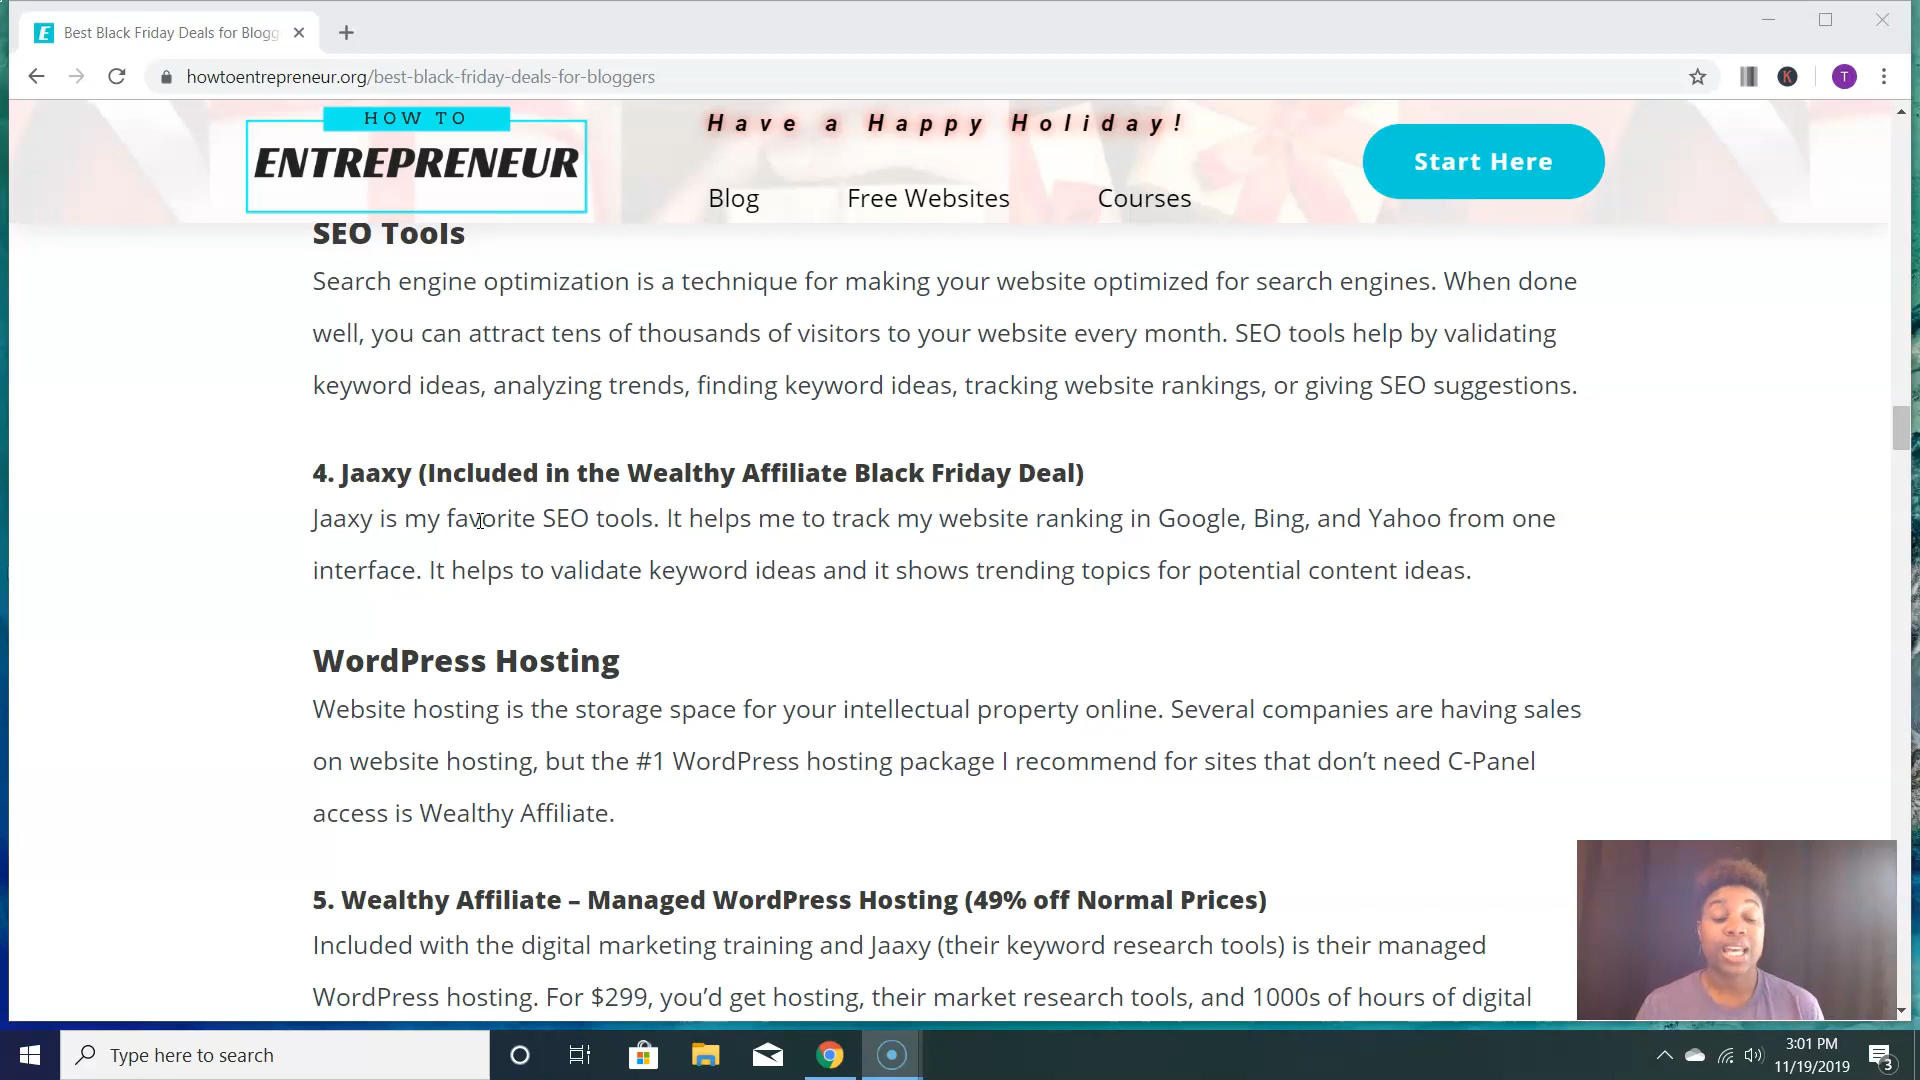 Best Black Friday Deals for Blogg
howtoentrepreneur.org/best-black-friday-deals-for-bloggers
K
T
HOW TO
ENTREPRENEUR
Have a Happy Holiday!
Blog Free Websites Courses
Start Here
SEO Tools
Search engine optimization is a technique for making your website optimized for search engines. When done
well, you can attract tens of thousands of visitors to your website every month. SEO tools help by validating
keyword ideas, analyzing trends, finding keyword ideas, tracking website rankings, or giving SEO suggestions.
4. Jaaxy (Included in the Wealthy Affiliate Black Friday Deal)
Jaaxy is my favorite SEO tools. It helps me to track my website ranking in Google, Bing, and Yahoo from one
interface. It helps to validate keyword ideas and it shows trending topics for potential content ideas.
WordPress Hosting
Website hosting is the storage space for your intellectual property online. Several companies are having sales
on website hosting, but the #1 WordPress hosting package I recommend for sites that don’t need C-Panel
access is Wealthy Affiliate.
5. Wealthy Affiliate – Managed WordPress Hosting (49% off Normal Prices)
Included with the digital marketing training and Jaaxy (their keyword research tools) is their managed
WordPress hosting. For $299, you’d get hosting, their market research tools, and 1000s of hours of digital
Type here to search
3:01 PM
11/19/2019
3